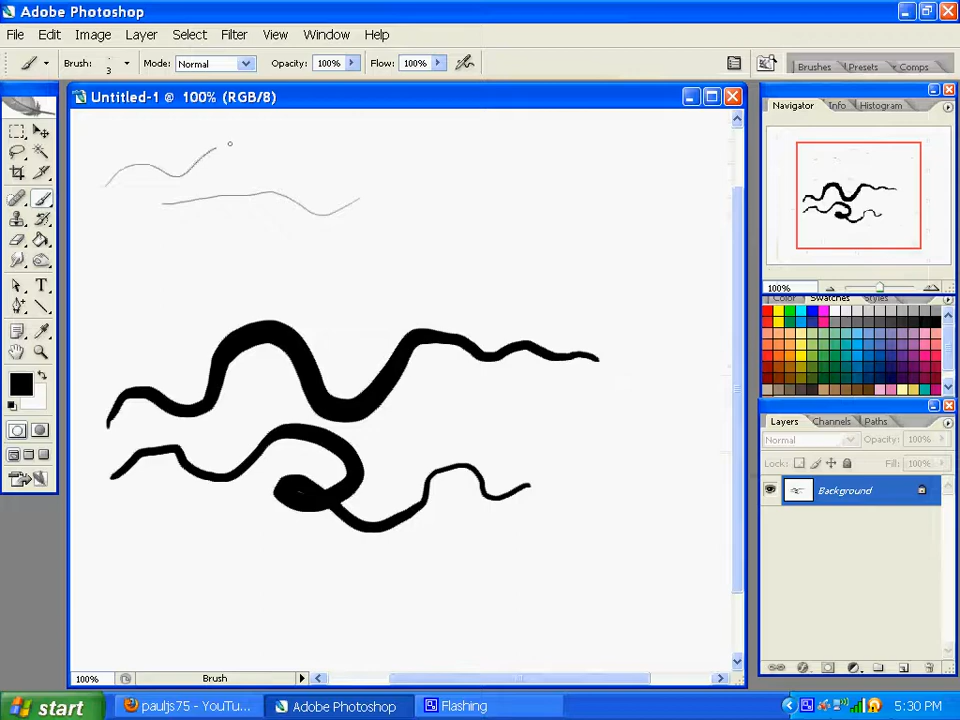 Adobe Photoshop
File Edit Image Layer Select Filter View Window Help
Brush: 3 Mode: Normal Opacity: 100% Flow: 100% Brushes Presets Comps
Untitled-1 @ 100% (RGB/8)
Navigator Info Histogram
100%
Color Swatches Styles
Layers Channels Paths
Normal Opacity: 100%
Lock: Fill: 100%
Background
100% Brush
start pauljs75 - YouTu... Adobe Photoshop Flashing 5:30 PM